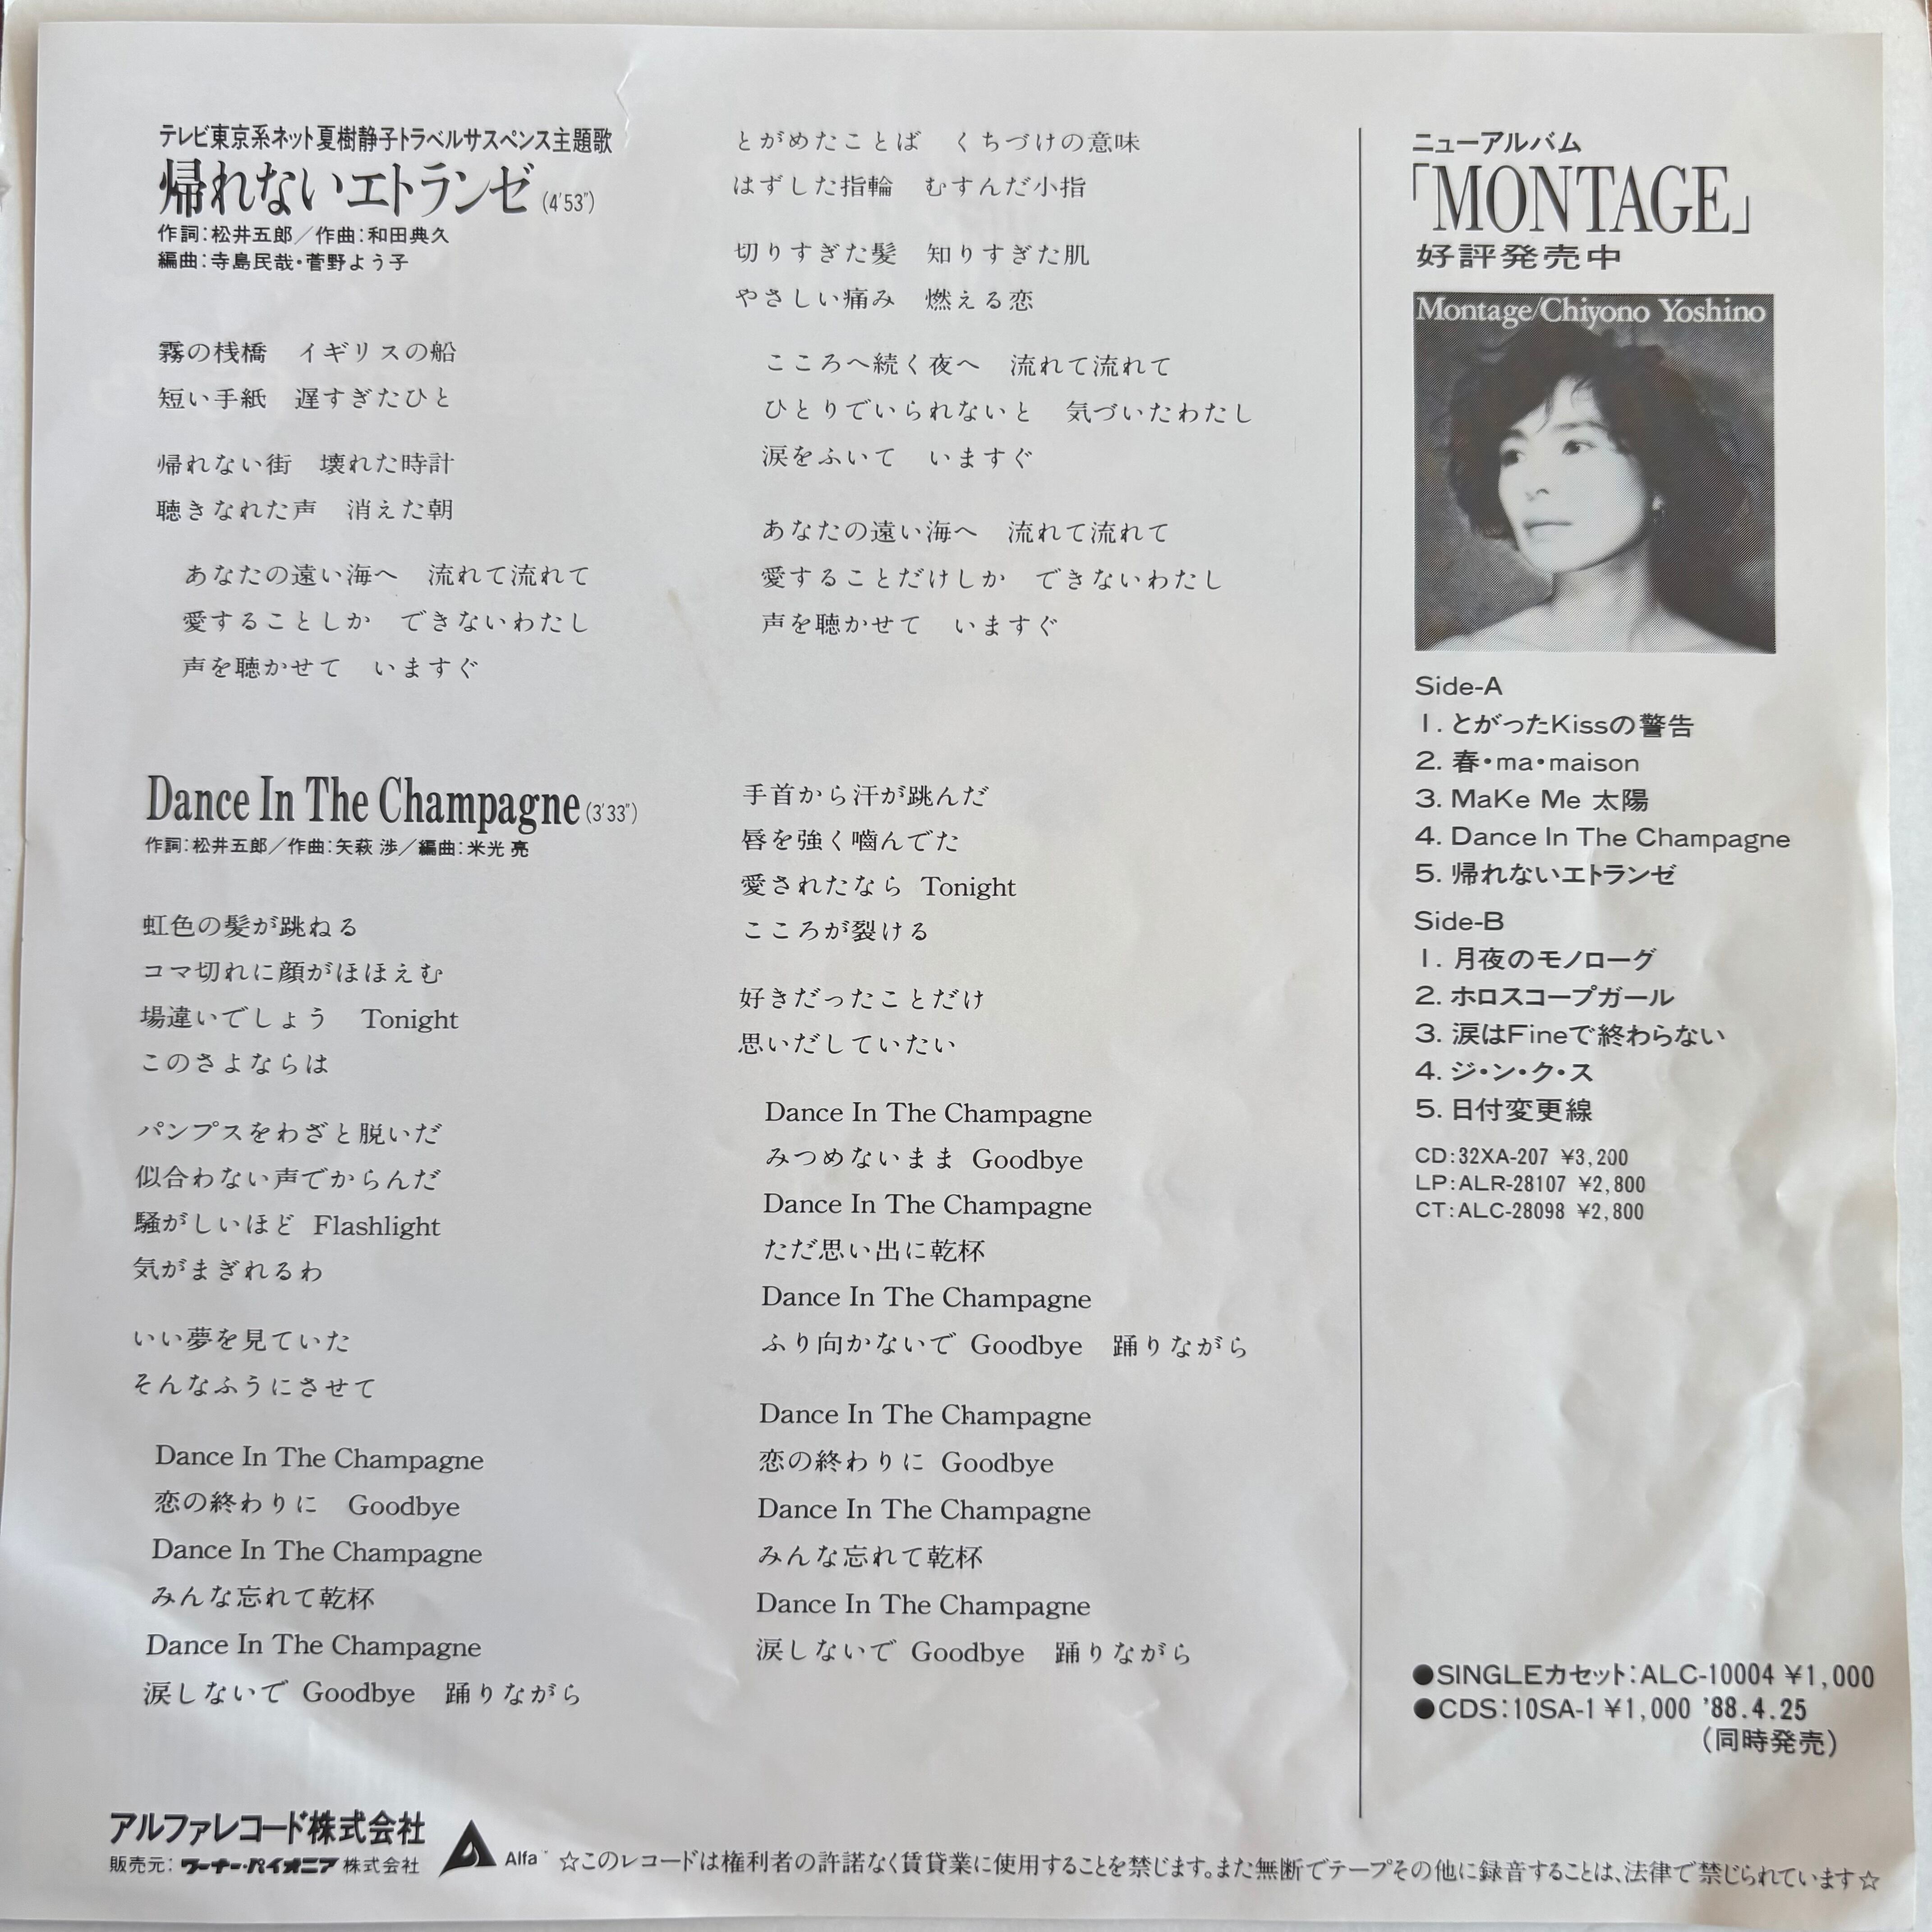 テレビ東京系ネット夏樹静子トラベルサスペンス主題歌
帰れないエトランゼ(4'53")
作詞:松井五郎/作曲:和田典久
編曲:寺島民哉・菅野よう子
霧の桟橋　イギリスの船
短い手紙　遅すぎたひと
帰れない街　壊れた時計
聴きなれた声　消えた朝
あなたの遠い海へ　流れて流れて
愛することしか　できないわたし
声を聴かせて　いますぐ
とがめたことば　くちづけの意味
はずした指輪　むすんだ小指
切りすぎた髪　知りすぎた肌
やさしい痛み　燃える恋
こころへ続く夜へ　流れて流れて
ひとりでいられないと　気づいたわたし
涙をふいて　いますぐ
あなたの遠い海へ　流れて流れて
愛することだけしか　できないわたし
声を聴かせて　いますぐ
Dance In The Champagne(3'33")
作詞:松井五郎/作曲:矢萩 渉/編曲:米光 亮
虹色の髪が跳ねる
コマ切れに顔がほほえむ
場違いでしょう　Tonight
このさよならは
パンプスをわざと脱いだ
似合わない声でからんだ
騒がしいほど Flashlight
気がまぎれるわ
いい夢を見ていた
そんなふうにさせて
Dance In The Champagne
恋の終わりに　Goodbye
Dance In The Champagne
みんな忘れて乾杯
Dance In The Champagne
涙しないで Goodbye　踊りながら
手首から汗が跳んだ
唇を強く嚙んでた
愛されたなら Tonight
こころが裂ける
好きだったことだけ
思いだしていたい
Dance In The Champagne
みつめないまま Goodbye
Dance In The Champagne
ただ思い出に乾杯
Dance In The Champagne
ふり向かないで Goodbye　踊りながら
Dance In The Champagne
恋の終わりに Goodbye
Dance In The Champagne
みんな忘れて乾杯
Dance In The Champagne
涙しないで Goodbye　踊りながら
ニューアルバム
「MONTAGE」
好評発売中
Montage/Chiyono Yoshino
Side-A
1. とがったKissの警告
2. 春・ma・maison
3. MaKe Me 太陽
4. Dance In The Champagne
5. 帰れないエトランゼ
Side-B
1. 月夜のモノローグ
2. ホロスコープガール
3. 涙はFineで終わらない
4. ジ・ン・ク・ス
5. 日付変更線
CD:32XA-207 ¥3,200
LP:ALR-28107 ¥2,800
CT:ALC-28098 ¥2,800
●SINGLEカセット:ALC-10004 ¥1,000
●CDS:10SA-1 ¥1,000 '88.4.25
(同時発売)
アルファレコード株式会社
販売元:ワーナー・パイオニア株式会社
Alfa
☆このレコードは権利者の許諾なく賃貸業に使用することを禁じます。また無断でテープその他に録音することは、法律で禁じられています☆